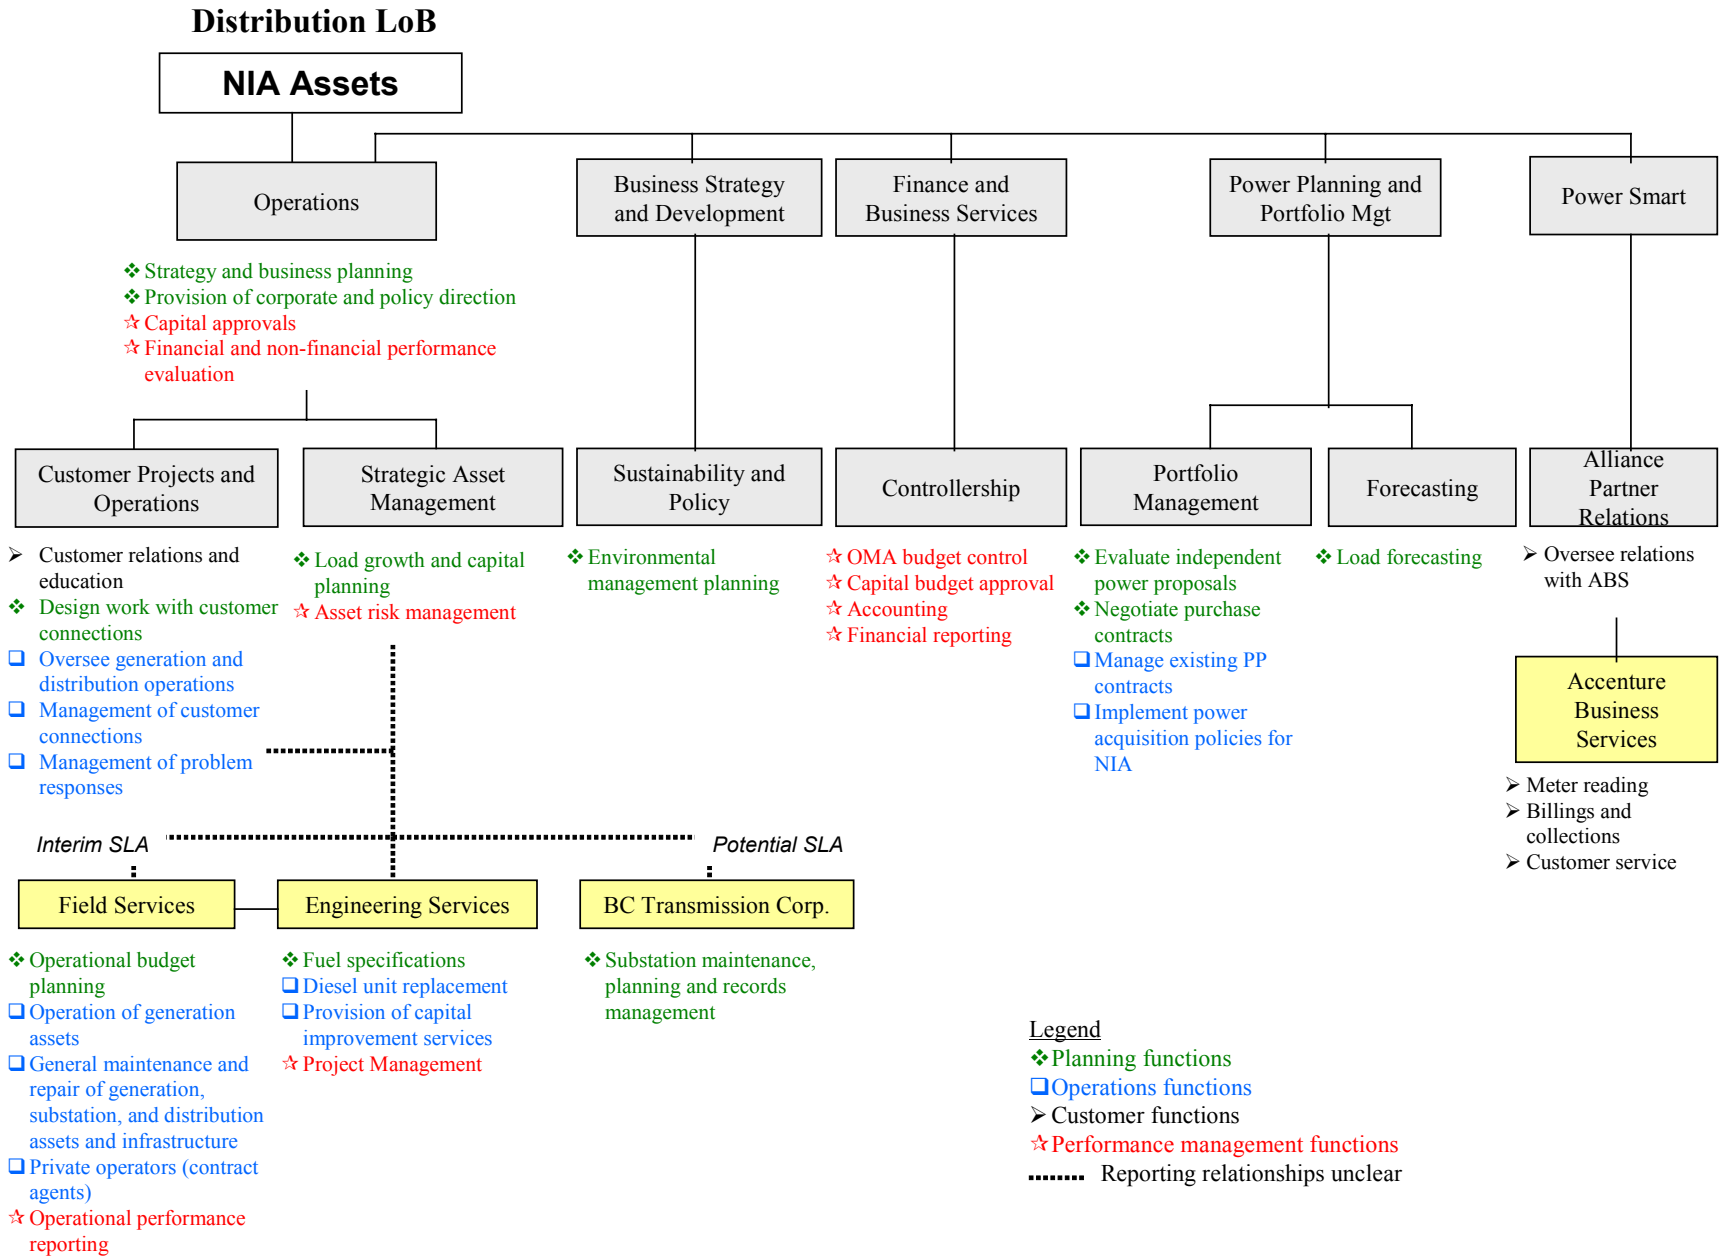 Distribution LoB
NIA Assets
Operations
Business Strategy
and Development
Finance and
Business Services
Power Planning and
Portfolio Mgt
Power Smart
❖ Strategy and business planning
❖ Provision of corporate and policy direction
☆ Capital approvals
☆ Financial and non-financial performance
evaluation
Customer Projects and
Operations
Strategic Asset
Management
Sustainability and
Policy
Controllership
Portfolio
Management
Forecasting
Alliance
Partner
Relations
➢ Customer relations and
education
❖ Design work with customer
connections
❑ Oversee generation and
distribution operations
❑ Management of customer
connections
❑ Management of problem
responses
❖ Load growth and capital
planning
☆ Asset risk management
❖ Environmental
management planning
☆ OMA budget control
☆ Capital budget approval
☆ Accounting
☆ Financial reporting
❖ Evaluate independent
power proposals
❖ Negotiate purchase
contracts
❑ Manage existing PP
contracts
❑ Implement power
acquisition policies for
NIA
❖ Load forecasting
➢ Oversee relations
with ABS
Accenture
Business
Services
➢ Meter reading
➢ Billings and
collections
➢ Customer service
Interim SLA
Potential SLA
Field Services
Engineering Services
BC Transmission Corp.
❖ Operational budget
planning
❑ Operation of generation
assets
❑ General maintenance and
repair of generation,
substation, and distribution
assets and infrastructure
❑ Private operators (contract
agents)
☆ Operational performance
reporting
❖ Fuel specifications
❑ Diesel unit replacement
❑ Provision of capital
improvement services
☆ Project Management
❖ Substation maintenance,
planning and records
management
Legend
❖ Planning functions
❑ Operations functions
➢ Customer functions
☆ Performance management functions
Reporting relationships unclear